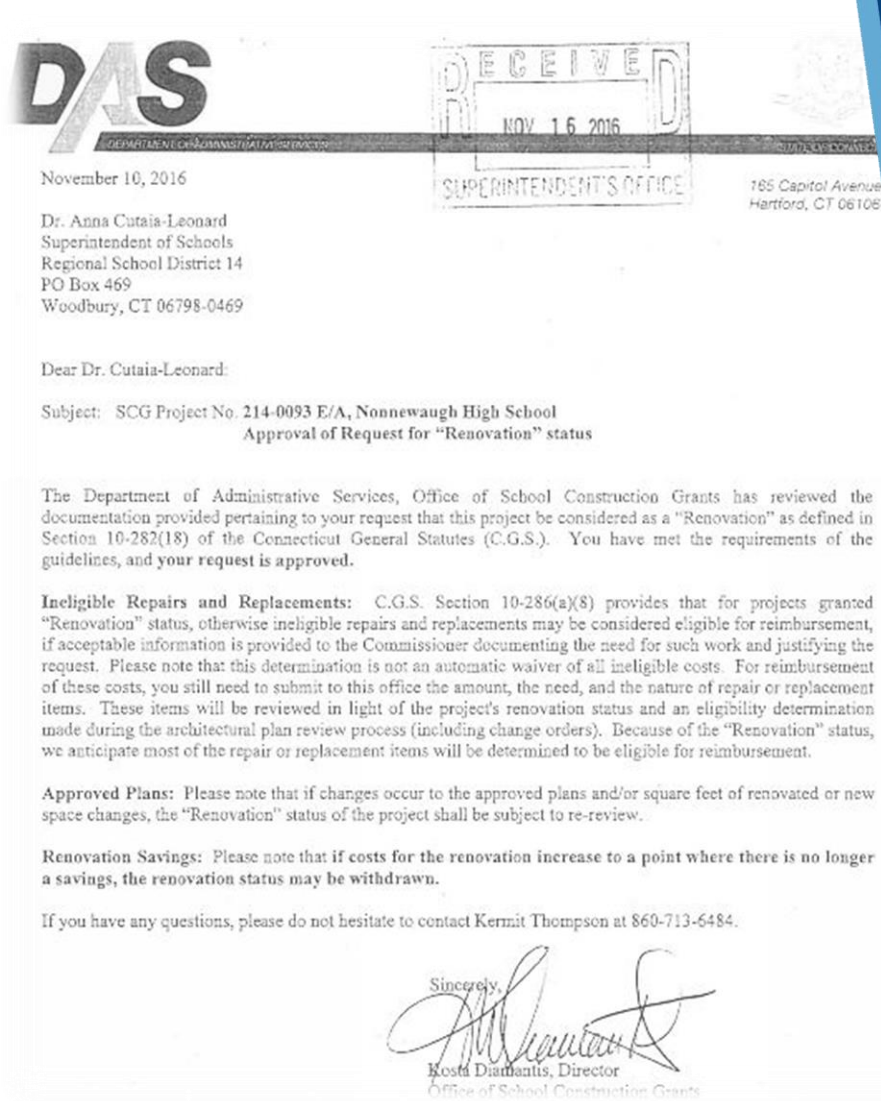 DAS
DEPARTMENT OF ADMINISTRATIVE SERVICES
RECEIVED
NOV 16 2016
SUPERINTENDENT'S OFFICE
STATE OF CONNEC
165 Capitol Avenue
Hartford, CT 06106
November 10, 2016
Dr. Anna Cutaia-Leonard
Superintendent of Schools
Regional School District 14
PO Box 469
Woodbury, CT 06798-0469
Dear Dr. Cutaia-Leonard:
Subject: SCG Project No. 214-0093 E/A, Nonnewaugh High School
Approval of Request for “Renovation” status
The Department of Administrative Services, Office of School Construction Grants has reviewed the
documentation provided pertaining to your request that this project be considered as a “Renovation” as defined in
Section 10-282(18) of the Connecticut General Statutes (C.G.S.). You have met the requirements of the
guidelines, and your request is approved.
Ineligible Repairs and Replacements: C.G.S. Section 10-286(a)(8) provides that for projects granted
“Renovation” status, otherwise ineligible repairs and replacements may be considered eligible for reimbursement,
if acceptable information is provided to the Commissioner documenting the need for such work and justifying the
request. Please note that this determination is not an automatic waiver of all ineligible costs. For reimbursement
of these costs, you still need to submit to this office the amount, the need, and the nature of repair or replacement
items. These items will be reviewed in light of the project's renovation status and an eligibility determination
made during the architectural plan review process (including change orders). Because of the “Renovation” status,
we anticipate most of the repair or replacement items will be determined to be eligible for reimbursement.
Approved Plans: Please note that if changes occur to the approved plans and/or square feet of renovated or new
space changes, the “Renovation” status of the project shall be subject to re-review.
Renovation Savings: Please note that if costs for the renovation increase to a point where there is no longer
a savings, the renovation status may be withdrawn.
If you have any questions, please do not hesitate to contact Kermit Thompson at 860-713-6484.
Sincerely,
Kosta Diamantis, Director
Office of School Construction Grants